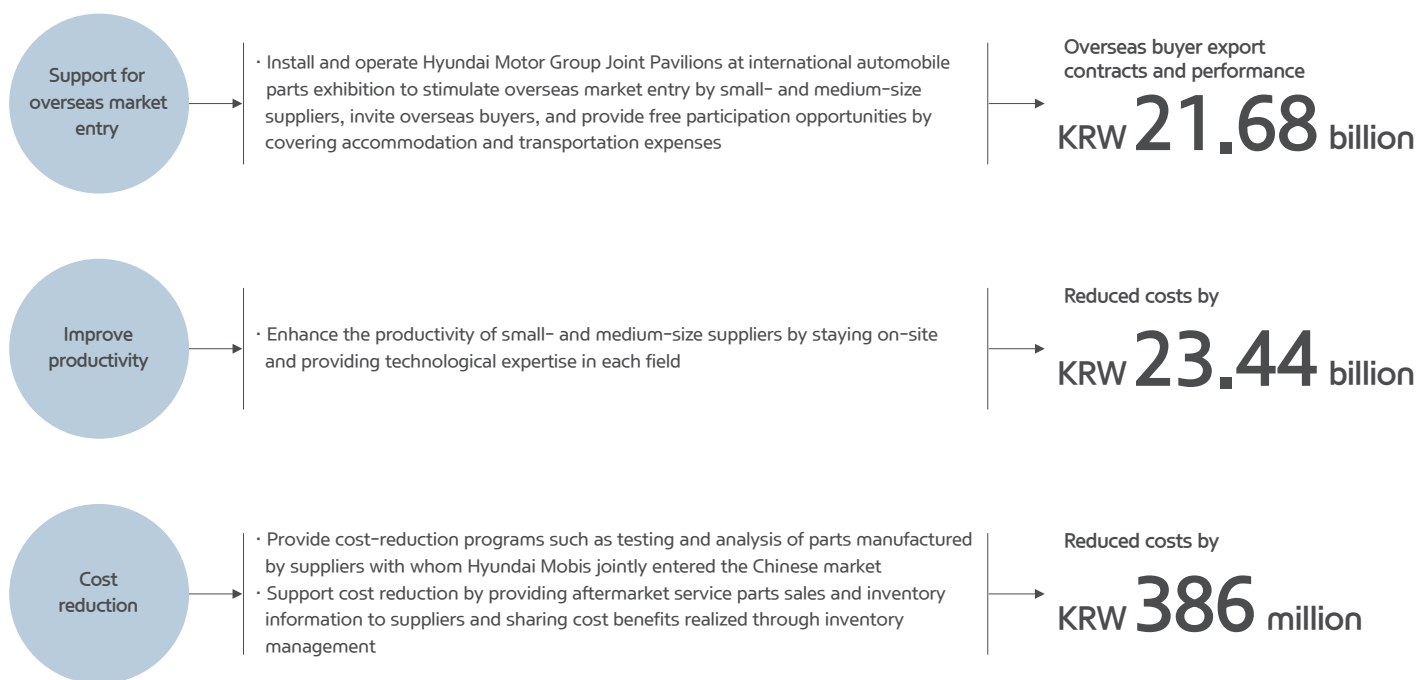 Support for
overseas market
entry
· Install and operate Hyundai Motor Group Joint Pavilions at international automobile
parts exhibition to stimulate overseas market entry by small- and medium-size
suppliers, invite overseas buyers, and provide free participation opportunities by
covering accommodation and transportation expenses
Overseas buyer export
contracts and performance
KRW 21.68 billion
Improve
productivity
· Enhance the productivity of small- and medium-size suppliers by staying on-site
and providing technological expertise in each field
Reduced costs by
KRW 23.44 billion
Cost
reduction
· Provide cost-reduction programs such as testing and analysis of parts manufactured
by suppliers with whom Hyundai Mobis jointly entered the Chinese market
· Support cost reduction by providing aftermarket service parts sales and inventory
information to suppliers and sharing cost benefits realized through inventory
management
Reduced costs by
KRW 386 million